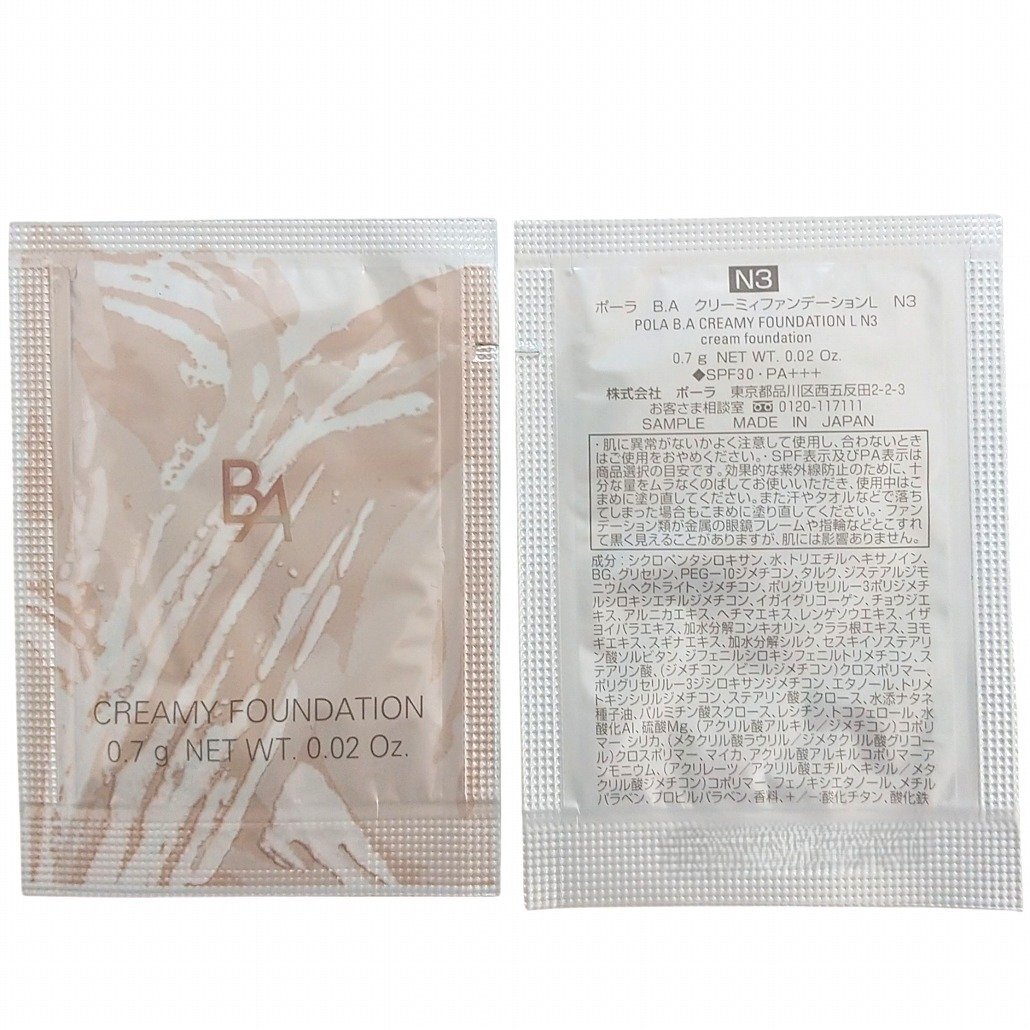 BA
CREAMY FOUNDATION
0.7 g NET WT. 0.02 Oz.
N3
ポーラ B.A クリーミィファンデーションL N3
POLA B.A CREAMY FOUNDATION L N3
cream foundation
0.7 g NET WT. 0.02 Oz.
◆SPF30・PA+++
株式会社 ポーラ 東京都品川区西五反田2-2-3
お客さま相談室 0120-117111
SAMPLE MADE IN JAPAN
・肌に異常がないかよく注意して使用し、合わないとき
はご使用をおやめください。・SPF表示及びPA表示は
商品選択の目安です。効果的な紫外線防止のために、十
分な量をムラなくのばしてお使いいただき、使用中はこ
まめに塗り直してください。また汗やタオルなどで落ち
てしまった場合もこまめに塗り直してください。・ファン
デーション類が金属の眼鏡フレームや指輪などとこすれ
て黒く見えることがありますが、肌には影響ありません。
成分：シクロペンタシロキサン、水、トリエチルヘキサノイン、
BG、グリセリン、PEG-10ジメチコン、タルク、ジステアルジモ
ニウムヘクトライト、ジメチコン、ポリグリセリル-3ポリジメチ
ルシロキシエチルジメチコン、イガイグリコーゲン、チョウジエ
キス、アルニカエキス、ヘチマエキス、レンゲソウエキス、イザ
ヨイバラエキス、加水分解コンキオリン、クララ根エキス、ヨモ
ギエキス、スギナエキス、加水分解シルク、セスキイソステアリ
ン酸ソルビタン、ジフェニルシロキシフェニルトリメチコン、ス
テアリン酸、(ジメチコン/ビニルジメチコン)クロスポリマー、
ポリグリセリル-3ジシロキサンジメチコン、エタノール、トリメ
トキシシリルジメチコン、ステアリン酸スクロース、水添ナタネ
種子油、パルミチン酸スクロース、レシチン、トコフェロール、水
酸化Al、硫酸Mg、(アクリル酸アルキル/ジメチコン)コポリ
マー、シリカ、(メタクリル酸ラウリル/ジメタクリル酸グリコー
ル)クロスポリマー、マイカ、アクリル酸アルキルコポリマーアン
モニウム、(アクリレーツ/アクリル酸エチルヘキシル/メタ
クリル酸ジメチコン)コポリマー、フェノキシエタノール、メチル
パラベン、プロピルパラベン、香料、+/-:酸化チタン、酸化鉄